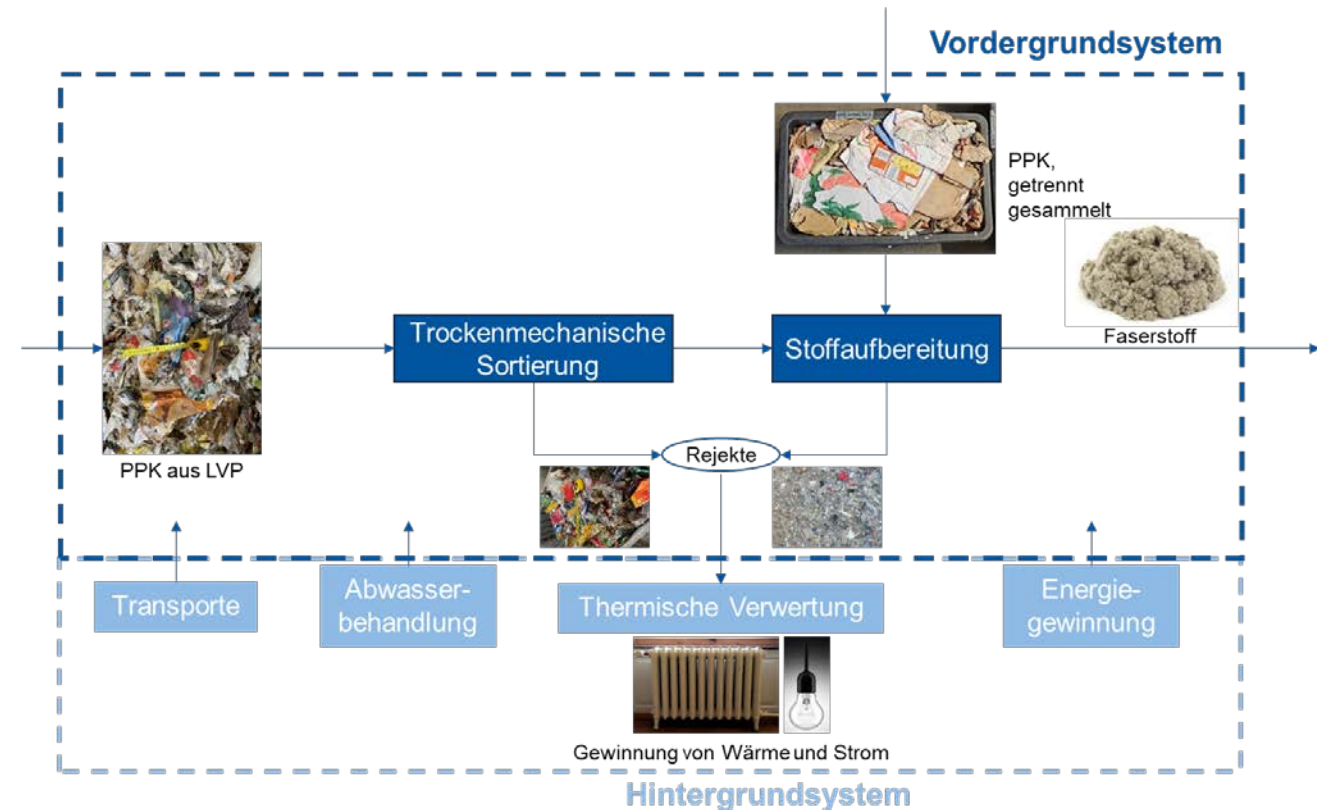 Vordergrundsystem
PPK,
getrennt
gesammelt
Trockenmechanische
Sortierung
Stoffaufbereitung
Faserstoff
PPK aus LVP
Rejekte
Transporte
Abwasser-
behandlung
Thermische Verwertung
Energie-
gewinnung
Gewinnung von Wärme und Strom
Hintergrundsystem